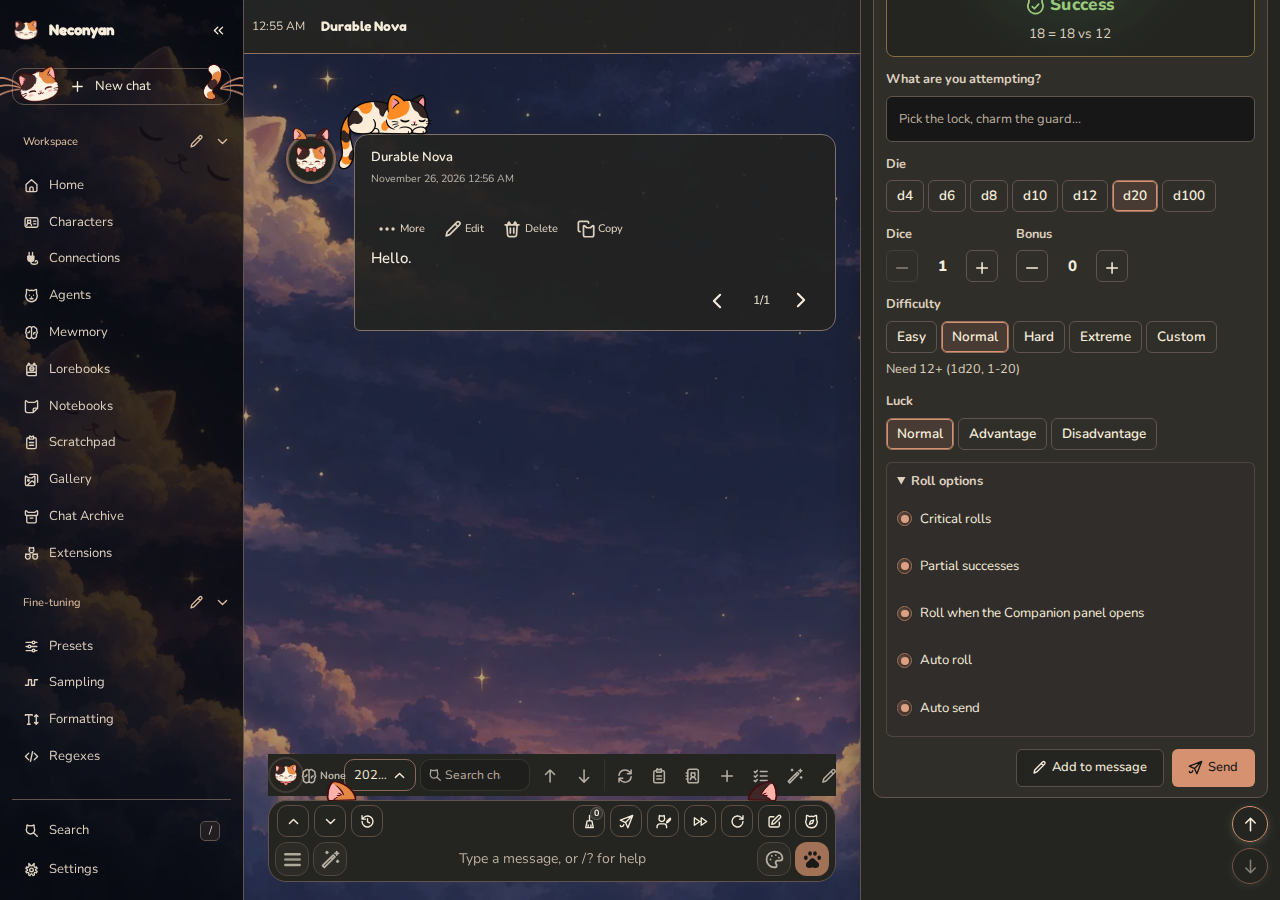 Neconyan
New chat
Workspace
Home
Characters
Connections
Agents
Mewmory
Lorebooks
Notebooks
Scratchpad
Gallery
Chat Archive
Extensions
Fine-tuning
Presets
Sampling
Formatting
Regexes
Search /
Settings
12:55 AM Durable Nova
Durable Nova
November 26, 2026 12:56 AM
More Edit Delete Copy
Hello.
1/1
None 202... Search ch
0
Type a message, or /? for help
Success
18 = 18 vs 12
What are you attempting?
Pick the lock, charm the guard...
Die
d4 d6 d8 d10 d12 d20 d100
Dice Bonus
1 0
Difficulty
Easy Normal Hard Extreme Custom
Need 12+ (1d20, 1-20)
Luck
Normal Advantage Disadvantage
Roll options
Critical rolls
Partial successes
Roll when the Companion panel opens
Auto roll
Auto send
Add to message Send